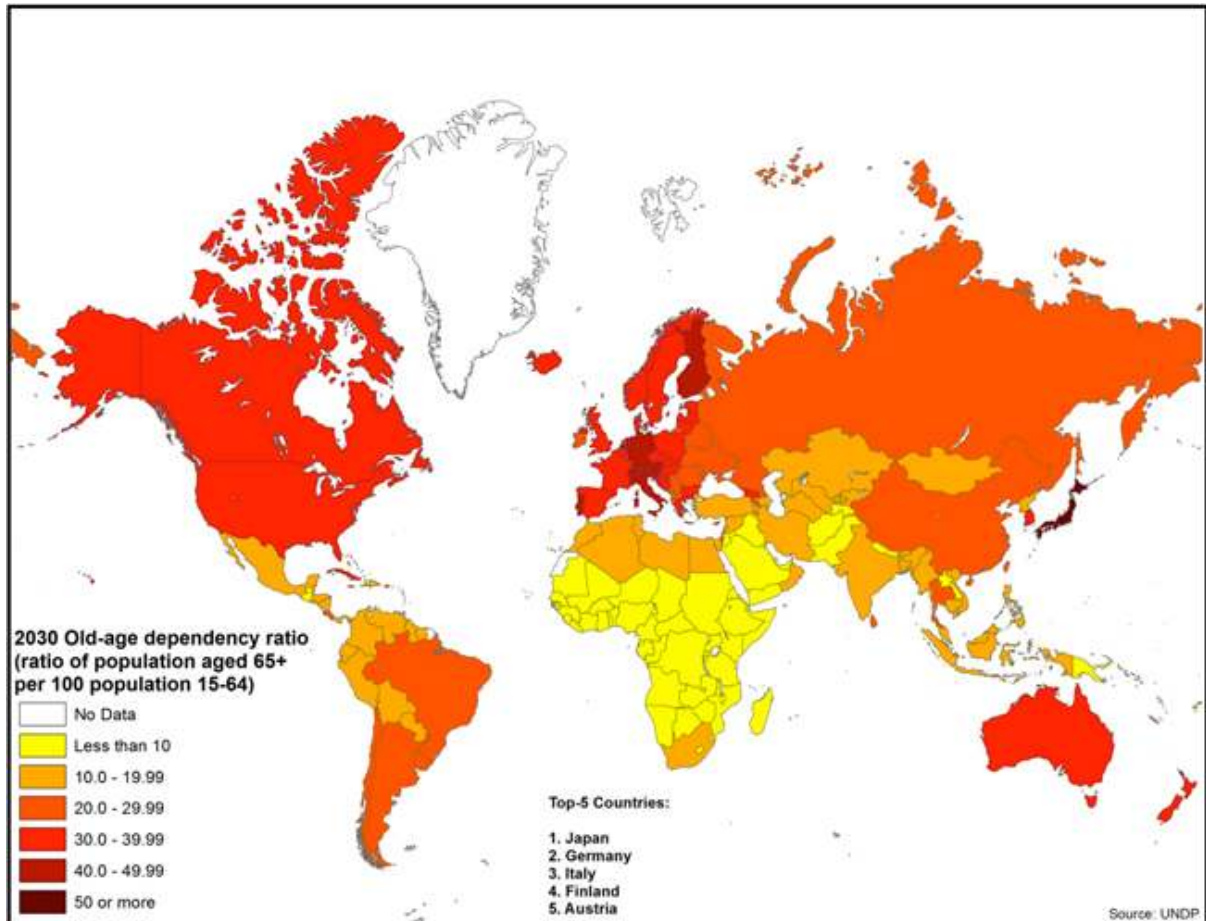 2030 Old-age dependency ratio
(ratio of population aged 65+
per 100 population 15-64)
No Data
Less than 10
10.0 - 19.99
20.0 - 29.99
30.0 - 39.99
40.0 - 49.99
50 or more
Top-5 Countries:
1. Japan
2. Germany
3. Italy
4. Finland
5. Austria
Source: UNDP